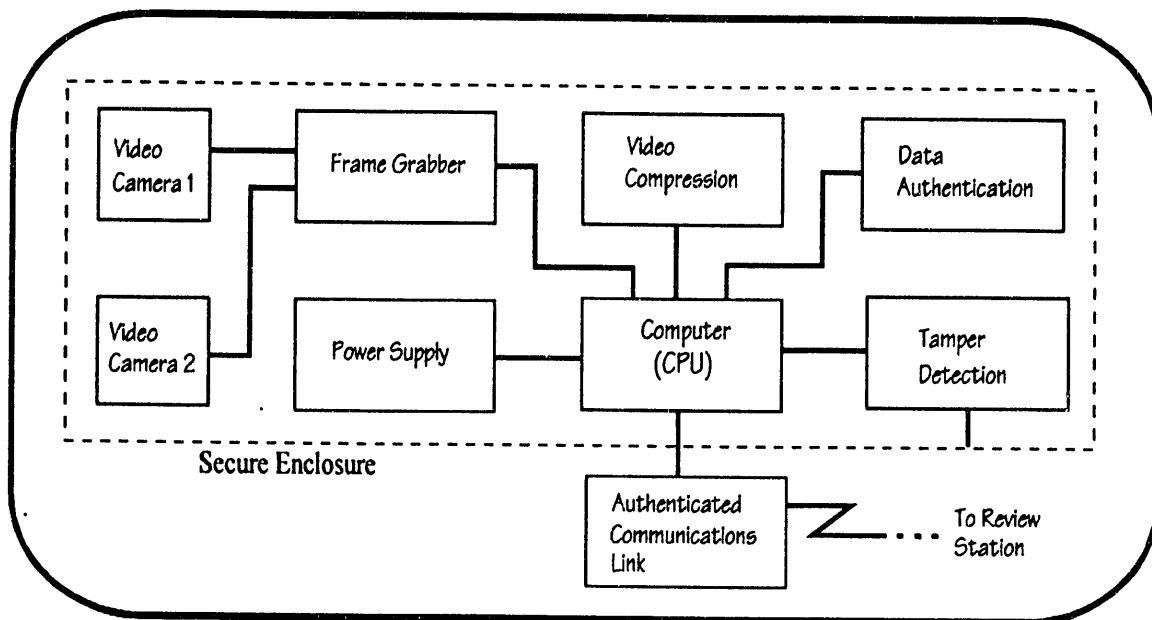 Video
Camera 1
Frame Grabber
Video
Compression
Data
Authentication
Video
Camera 2
Power Supply
Computer
(CPU)
Tamper
Detection
Secure Enclosure
Authenticated
Communications
Link
To Review
Station